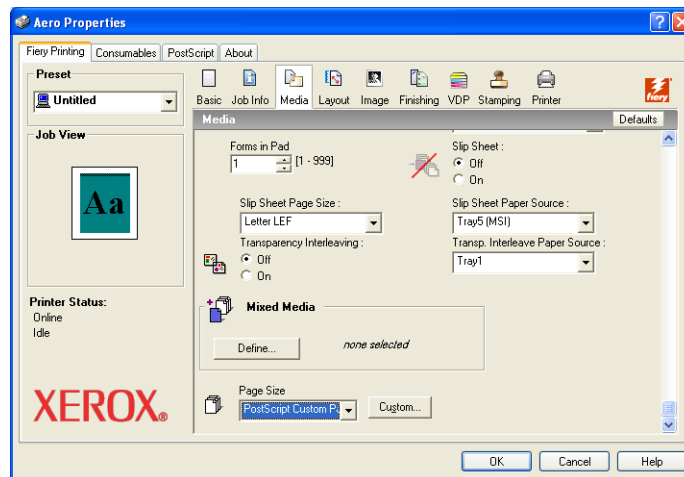 Aero Properties
Fiery Printing Consumables PostScript About
Preset
Untitled
Basic Job Info Media Layout Image Finishing VDP Stamping Printer
fiery
Media Defaults
Job View
Aa
Forms in Pad
1 [1 - 999]
Slip Sheet :
Off
On
Slip Sheet Page Size :
Letter LEF
Slip Sheet Paper Source :
Tray5 (MSI)
Transparency Interleaving :
Off
On
Transp. Interleave Paper Source :
Tray1
Printer Status:
Online
Idle
Mixed Media
Define... none selected
XEROX®
Page Size
PostScript Custom Custom...
OK Cancel Help